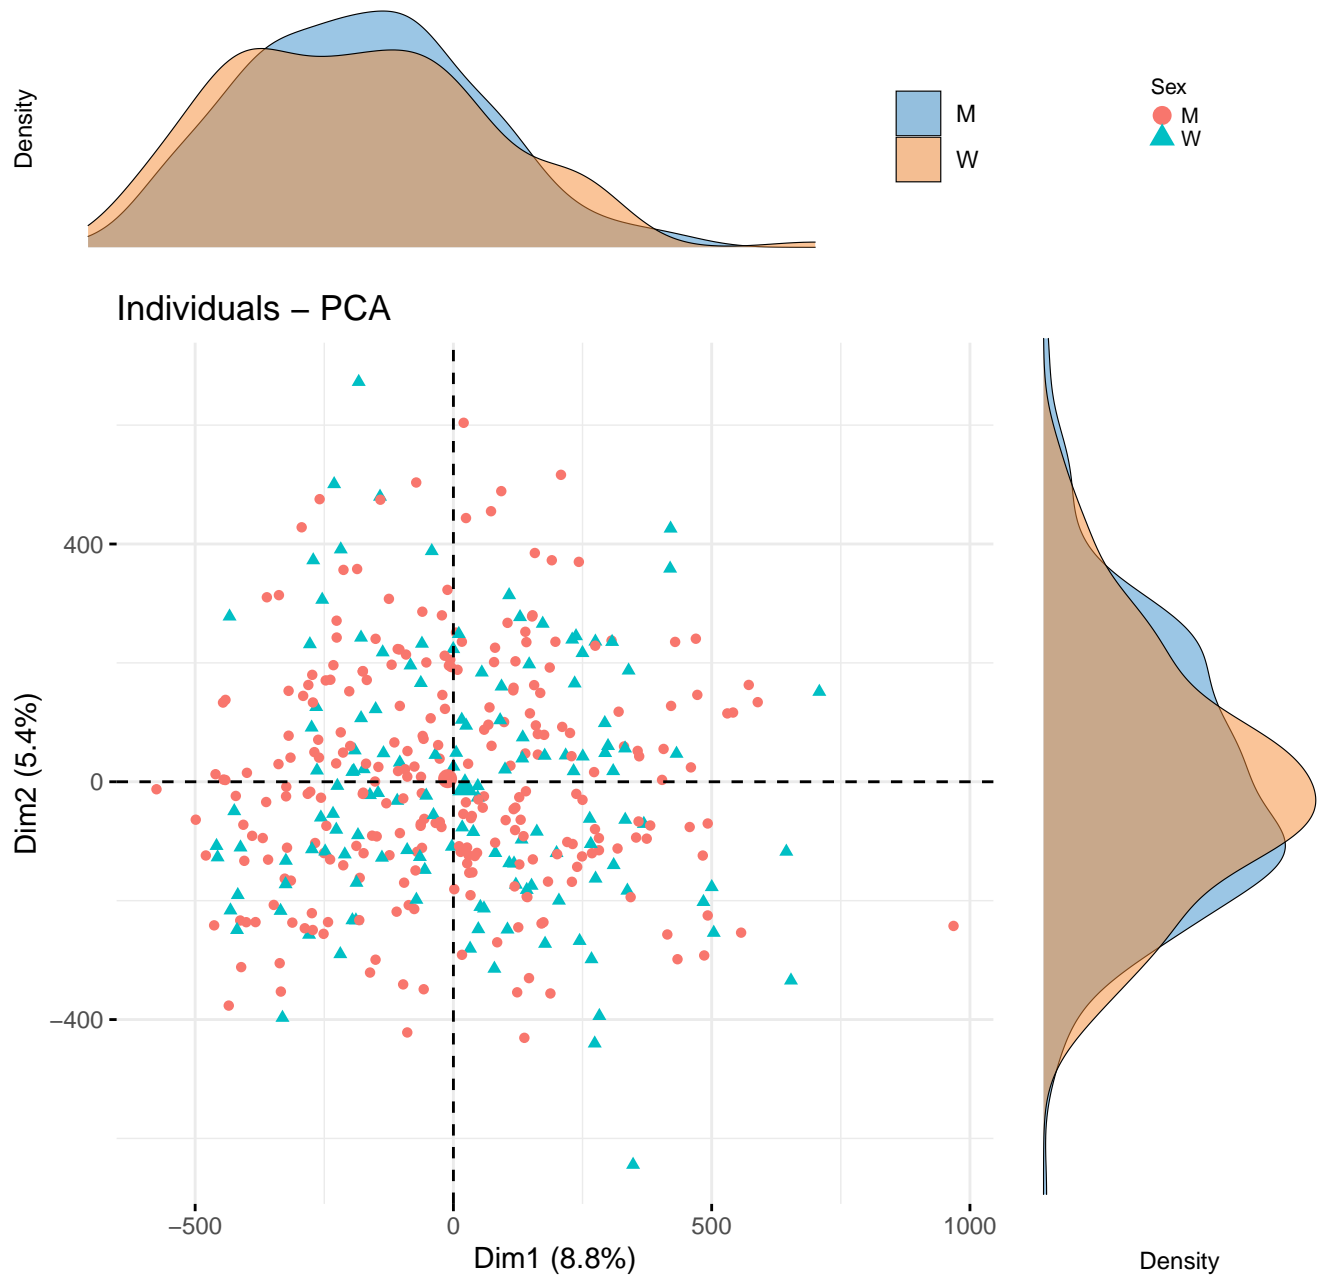 Density
M
W
Sex
M
W
Individuals − PCA
400
0
−400
Dim2 (5.4%)
−500
0
500
1000
Dim1 (8.8%)
Density